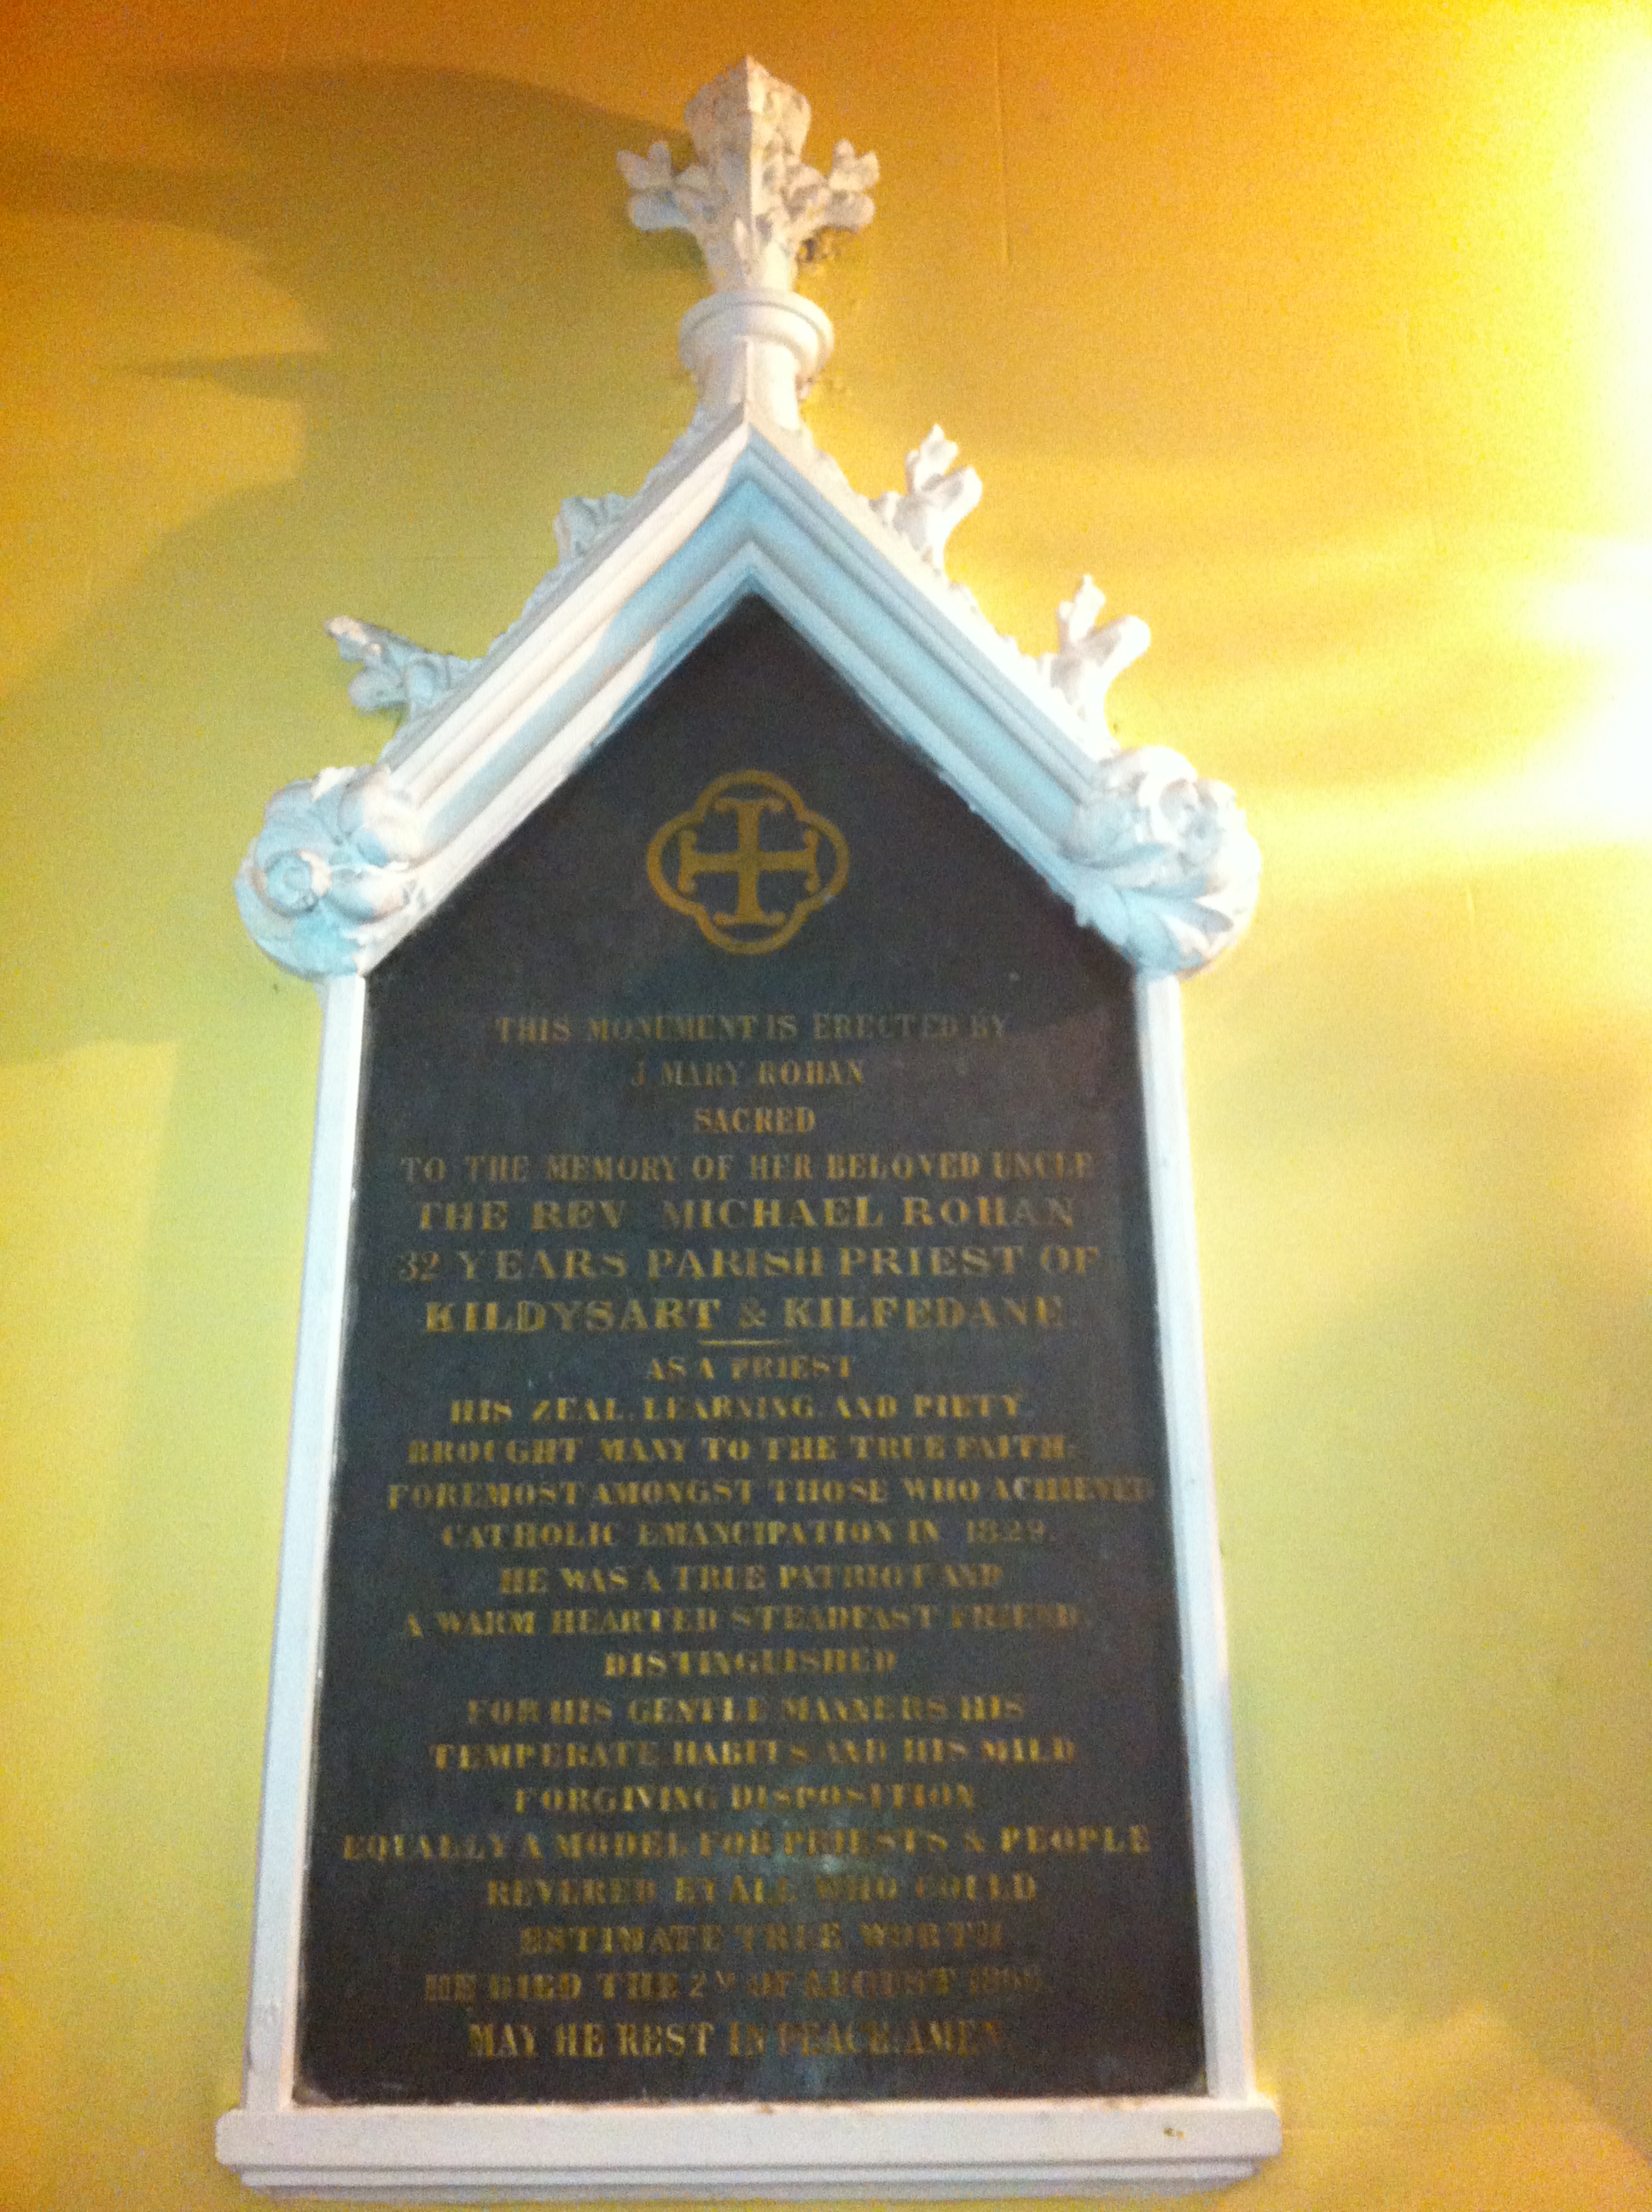 THIS MONUMENT IS ERECTED BY
J MARY ROHAN
SACRED
TO THE MEMORY OF HER BELOVED UNCLE
THE REV MICHAEL ROHAN
32 YEARS PARISH PRIEST OF
KILDYSART & KILFEDANE
AS A PRIEST
HIS ZEAL, LEARNING, AND PIETY,
BROUGHT MANY TO THE TRUE FAITH
FOREMOST AMONGST THOSE WHO ACHIEVED
CATHOLIC EMANCIPATION IN 1829.
HE WAS A TRUE PATRIOT AND
A WARM HEARTED STEADFAST FRIEND.
DISTINGUISHED
FOR HIS GENTLE MANNERS HIS
TEMPERATE HABITS AND HIS MILD
FORGIVING DISPOSITION
EQUALLY A MODEL FOR PRIESTS & PEOPLE
REVERED BY ALL WHO COULD
ESTIMATE TRUE WORTH
HE DIED THE OF AUGUST
MAY HE REST IN PEACE. AMEN